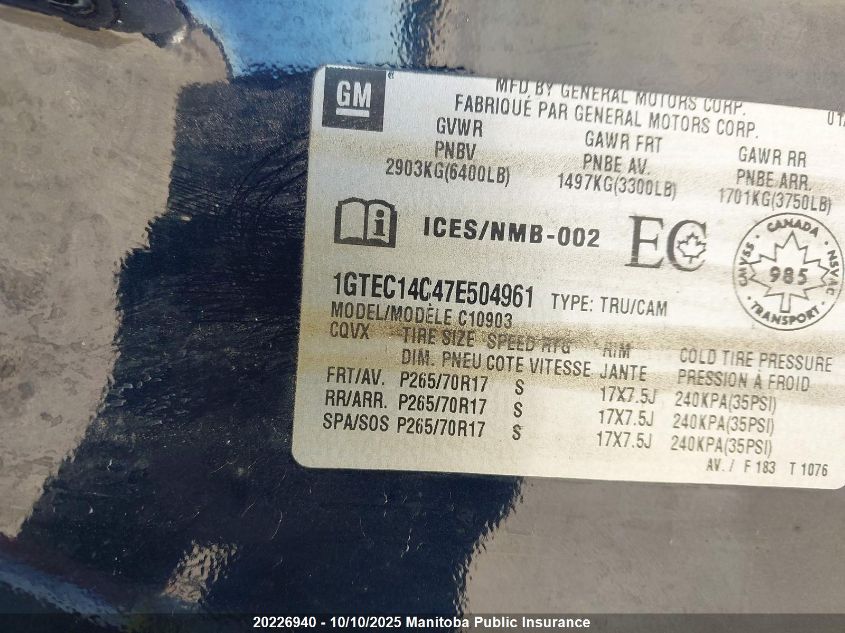 GM
MFD BY GENERAL MOTORS CORP.
FABRIQUÉ PAR GENERAL MOTORS CORP.
GVWR GAWR FRT GAWR RR
PNBV PNBE AV. PNBE ARR.
2903KG(6400LB) 1497KG(3300LB) 1701KG(3750LB)
ICES/NMB-002 EC
CANADA
CMVSS 985 NSVAC
TRANSPORT
1GTEC14C47E504961 TYPE: TRU/CAM
MODEL/MODÈLE C10903
CQVX TIRE SIZE SPEED RTG RIM COLD TIRE PRESSURE
DIM. PNEU COTE VITESSE JANTE PRESSION À FROID
FRT/AV. P265/70R17 S 17X7.5J 240KPA(35PSI)
RR/ARR. P265/70R17 S 17X7.5J 240KPA(35PSI)
SPA/SOS P265/70R17 S 17X7.5J 240KPA(35PSI)
AV. / F 183 T 1076
20226940 - 10/10/2025 Manitoba Public Insurance